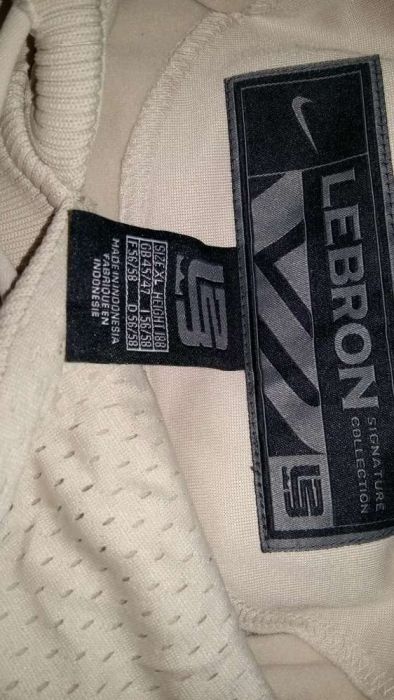 LEBRON
SIGNATURE
COLLECTION
SIZE XL HEIGHT 188
GB 45/47 I 56/58
F 56/58 D 56/58
MADE IN INDONESIA
FABRIQUE EN
INDONESIE